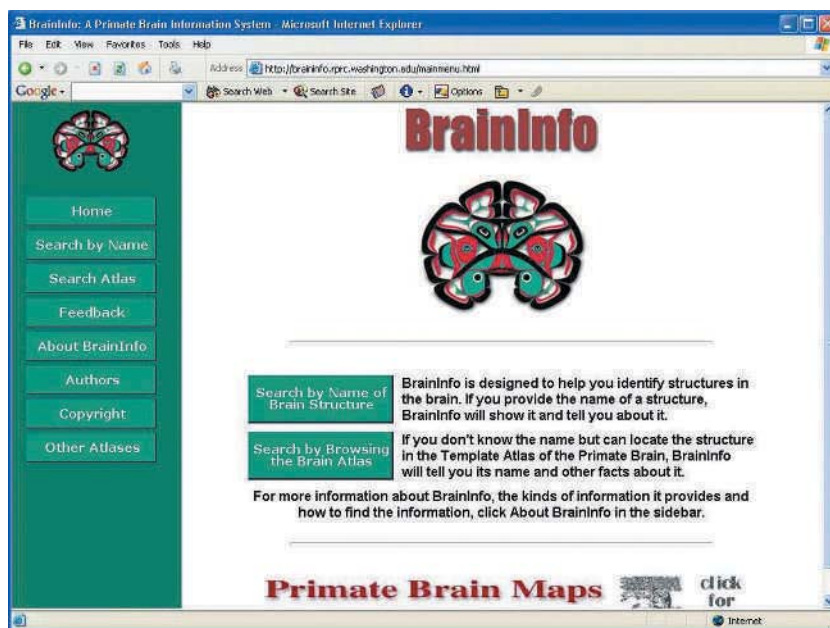 BrainInfo: A Primate Brain Information System - Microsoft Internet Explorer
File Edit View Favorites Tools Help
Address http://braininfo.rprc.washington.edu/mainmenu.html
Google Search Web Search Site Options
BrainInfo
Home
Search by Name
Search Atlas
Feedback
About BrainInfo
Authors
Copyright
Other Atlases
Search by Name of
Brain Structure
BrainInfo is designed to help you identify structures in
the brain. If you provide the name of a structure,
BrainInfo will show it and tell you about it.
Search by Browsing
the Brain Atlas
If you don't know the name but can locate the structure
in the Template Atlas of the Primate Brain, BrainInfo
will tell you its name and other facts about it.
For more information about BrainInfo, the kinds of information it provides and
how to find the information, click About BrainInfo in the sidebar.
Primate Brain Maps
click
for
Internet